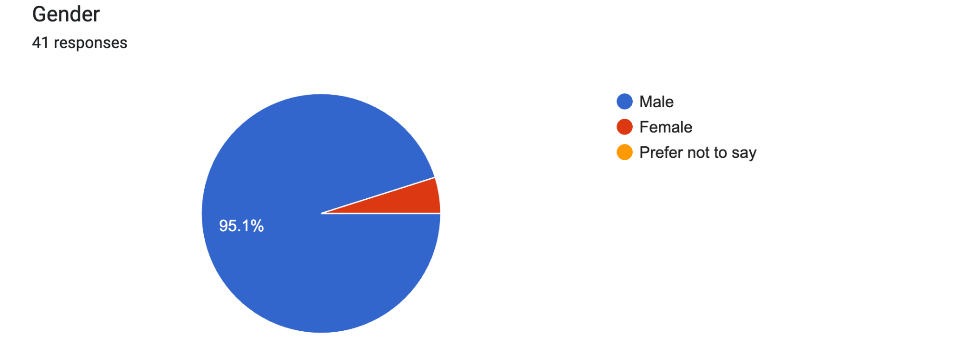 Gender
41 responses
Male
Female
Prefer not to say
95.1%